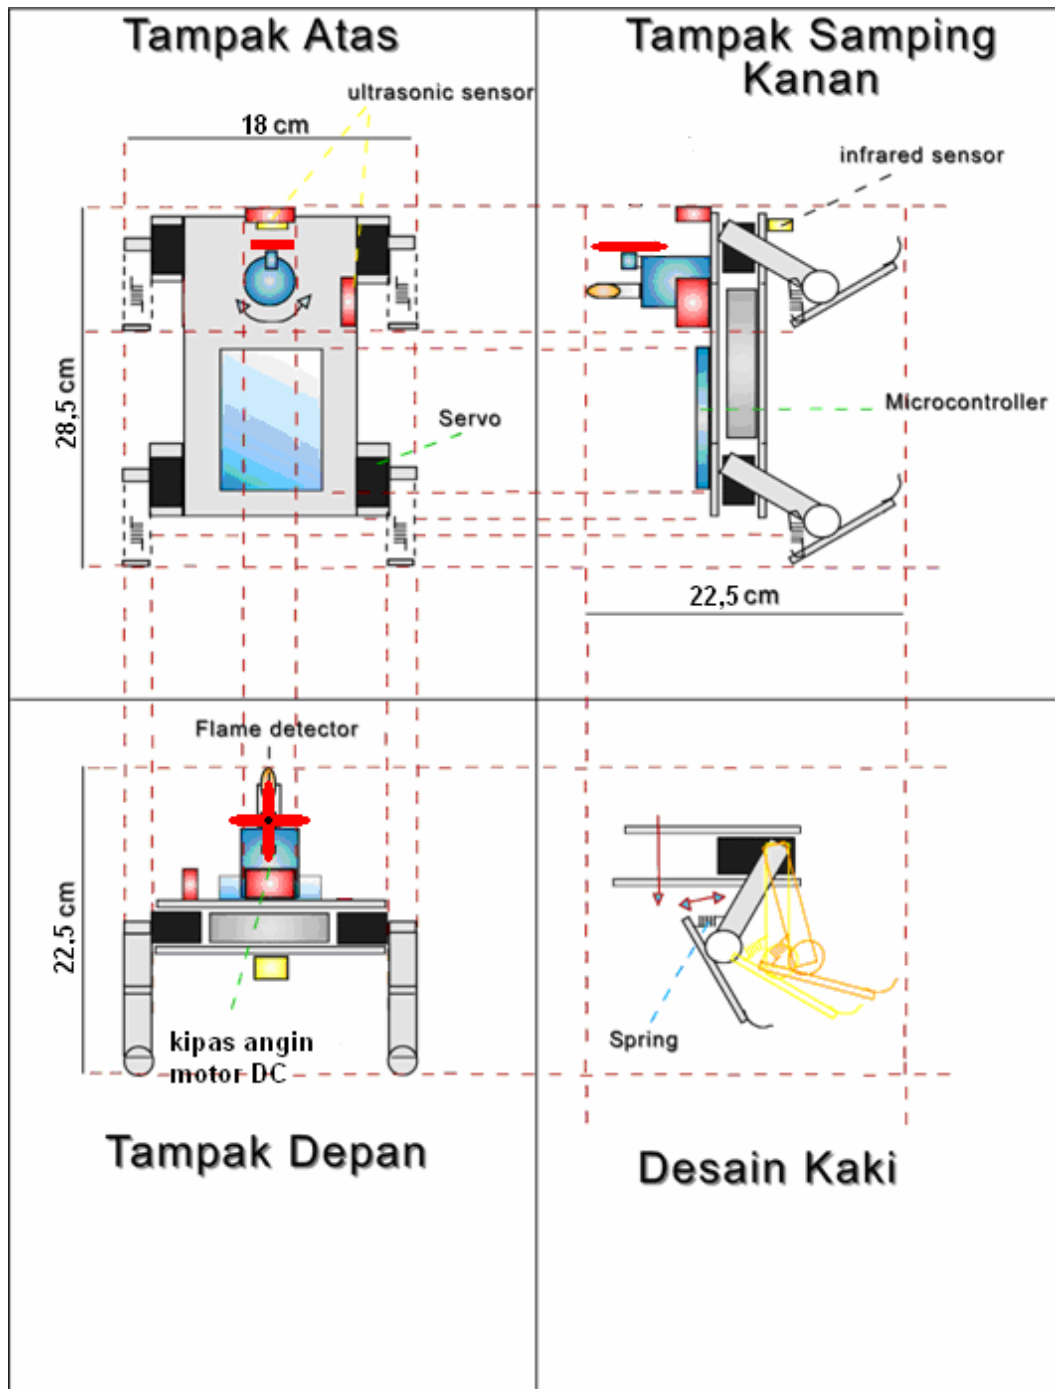 Tampak Atas
ultrasonic sensor
18 cm
28,5 cm
Servo
Tampak Samping
Kanan
infrared sensor
Microcontroller
22,5 cm
Flame detector
22,5 cm
kipas angin
motor DC
Tampak Depan
Spring
Desain Kaki